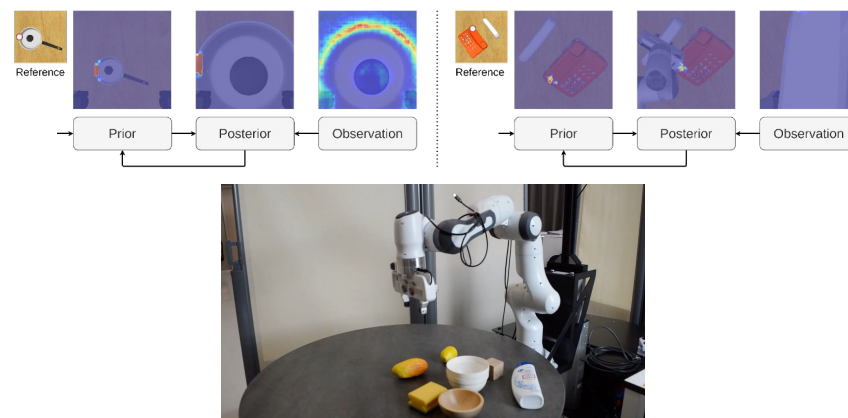 Reference
Prior
Posterior
Observation
Reference
Prior
Posterior
Observation